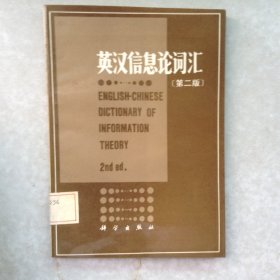 英汉信息论词汇
〔第二版〕
ENGLISH-CHINESE
DICTIONARY OF
INFORMATION
THEORY
2nd ed.
科学出版社